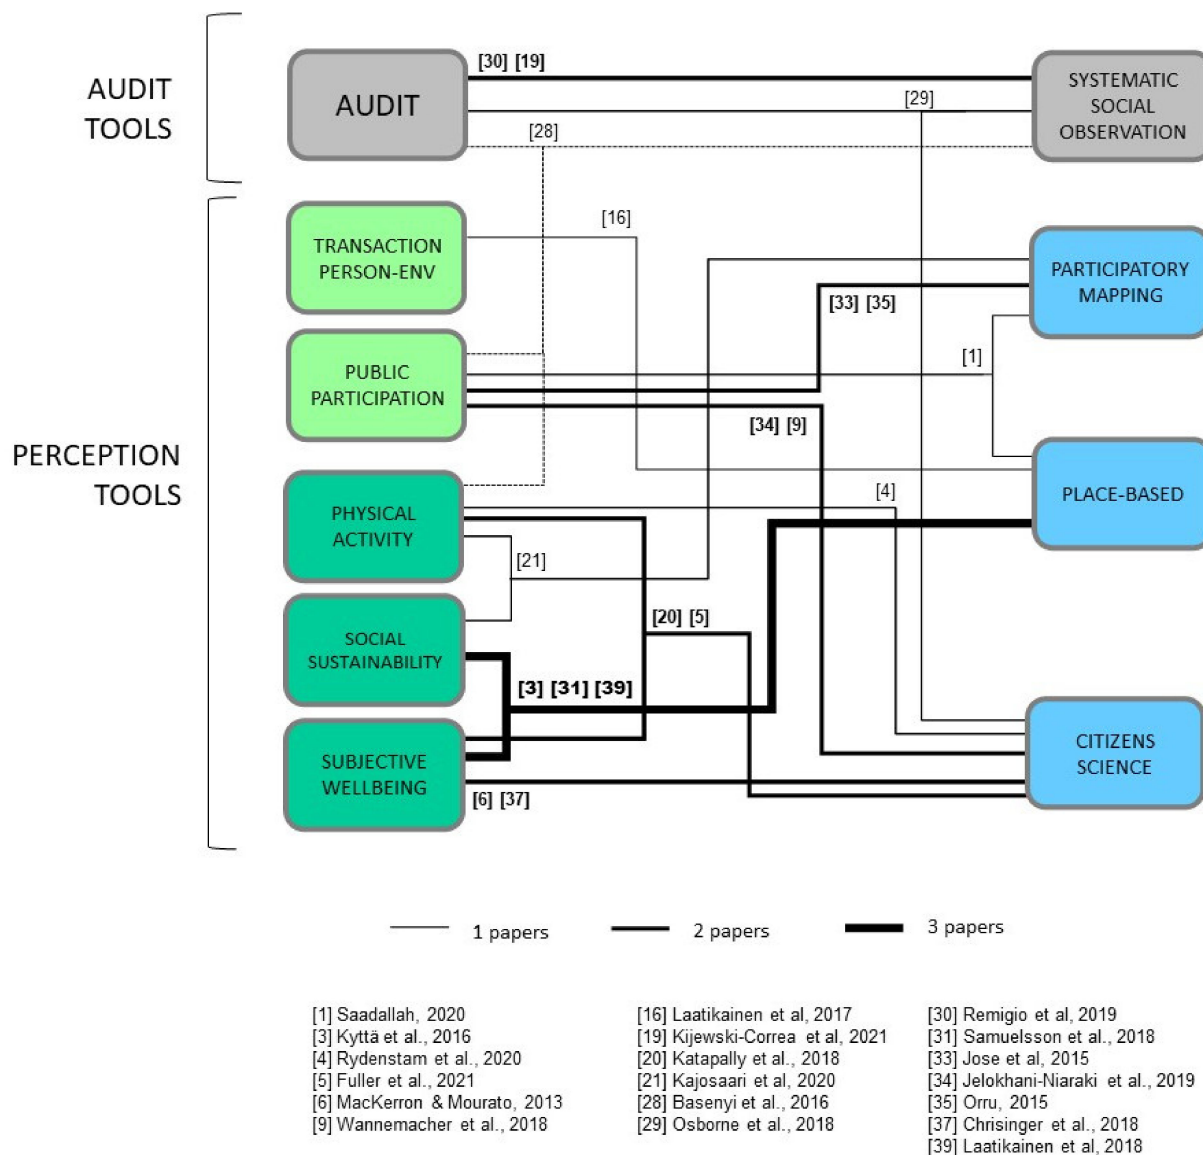 AUDIT
TOOLS
AUDIT
[30] [19]
[29]
[28]
SYSTEMATIC
SOCIAL
OBSERVATION
PERCEPTION
TOOLS
TRANSACTION
PERSON-ENV
[16]
PARTICIPATORY
MAPPING
[33] [35]
PUBLIC
PARTICIPATION
[1]
[34] [9]
PHYSICAL
ACTIVITY
[4]
PLACE-BASED
[21]
SOCIAL
SUSTAINABILITY
[20] [5]
[3] [31] [39]
SUBJECTIVE
WELLBEING
[6] [37]
CITIZENS
SCIENCE
1 papers
2 papers
3 papers
[1] Saadallah, 2020
[3] Kyttä et al., 2016
[4] Rydenstam et al., 2020
[5] Fuller et al., 2021
[6] MacKerron & Mourato, 2013
[9] Wannemacher et al., 2018
[16] Laatikainen et al, 2017
[19] Kijewski-Correa et al, 2021
[20] Katapally et al., 2018
[21] Kajosaari et al, 2020
[28] Basenyi et al., 2016
[29] Osborne et al., 2018
[30] Remigio et al, 2019
[31] Samuelsson et al., 2018
[33] Jose et al, 2015
[34] Jelokhani-Niaraki et al., 2019
[35] Orru, 2015
[37] Chrisinger et al., 2018
[39] Laatikainen et al, 2018